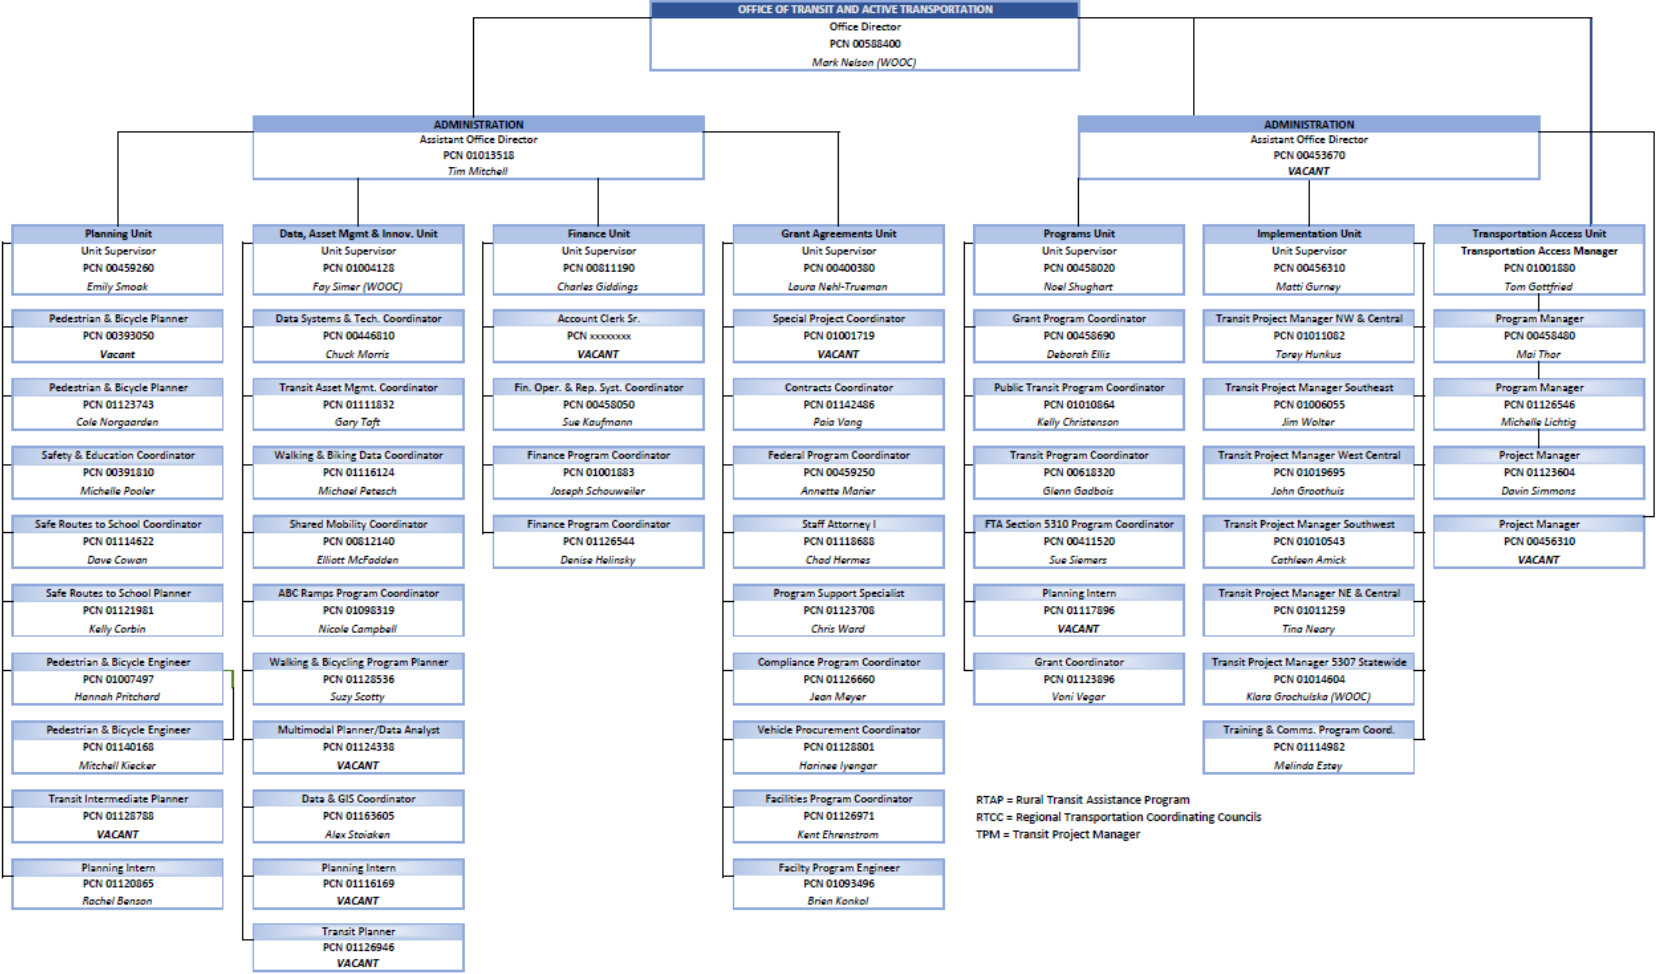 OFFICE OF TRANSIT AND ACTIVE TRANSPORTATION
Office Director
PCN 00588400
Mark Nelson (WOOC)
ADMINISTRATION
Assistant Office Director
PCN 01013518
Tim Mitchell
ADMINISTRATION
Assistant Office Director
PCN 00453670
VACANT
Planning Unit
Unit Supervisor
PCN 00459260
Emily Smoak
Pedestrian & Bicycle Planner
PCN 00393050
Vacant
Pedestrian & Bicycle Planner
PCN 01123743
Cole Norgaarden
Safety & Education Coordinator
PCN 00391810
Michelle Pooler
Safe Routes to School Coordinator
PCN 01114622
Dave Cowan
Safe Routes to School Planner
PCN 01121981
Kelly Corbin
Pedestrian & Bicycle Engineer
PCN 01007497
Hannah Pritchard
Pedestrian & Bicycle Engineer
PCN 01140168
Mitchell Kiecker
Transit Intermediate Planner
PCN 01128788
VACANT
Planning Intern
PCN 01120865
Rachel Benson
Data, Asset Mgmt & Innov. Unit
Unit Supervisor
PCN 01004128
Fay Simer (WOOC)
Data Systems & Tech. Coordinator
PCN 00446810
Chuck Morris
Transit Asset Mgmt. Coordinator
PCN 01111832
Gary Taft
Walking & Biking Data Coordinator
PCN 01116124
Michael Petesch
Shared Mobility Coordinator
PCN 00812140
Elliott McFadden
ABC Ramps Program Coordinator
PCN 01098319
Nicole Campbell
Walking & Bicycling Program Planner
PCN 01128536
Suzy Scotty
Multimodal Planner/Data Analyst
PCN 01124338
VACANT
Data & GIS Coordinator
PCN 01163605
Alex Stoiaken
Planning Intern
PCN 01116169
VACANT
Transit Planner
PCN 01126946
VACANT
Finance Unit
Unit Supervisor
PCN 00811190
Charles Giddings
Account Clerk Sr.
PCN xxxxxxxx
VACANT
Fin. Oper. & Rep. Syst. Coordinator
PCN 00458050
Sue Kaufmann
Finance Program Coordinator
PCN 01001883
Joseph Schouweiler
Finance Program Coordinator
PCN 01126544
Denise Helinsky
Grant Agreements Unit
Unit Supervisor
PCN 00400380
Laura Nehl-Trueman
Special Project Coordinator
PCN 01001719
VACANT
Contracts Coordinator
PCN 01142486
Paia Vang
Federal Program Coordinator
PCN 00459250
Annette Marier
Staff Attorney I
PCN 01118688
Chad Hermes
Program Support Specialist
PCN 01123708
Chris Ward
Compliance Program Coordinator
PCN 01126660
Jean Meyer
Vehicle Procurement Coordinator
PCN 01128801
Harinee Iyengar
Facilities Program Coordinator
PCN 01126971
Kent Ehrenstrom
Facilty Program Engineer
PCN 01093496
Brien Konkol
Programs Unit
Unit Supervisor
PCN 00458020
Noel Shughart
Grant Program Coordinator
PCN 00458690
Deborah Ellis
Public Transit Program Coordinator
PCN 01010864
Kelly Christenson
Transit Program Coordinator
PCN 00618320
Glenn Gadbois
FTA Section 5310 Program Coordinator
PCN 00411520
Sue Siemers
Planning Intern
PCN 01117896
VACANT
Grant Coordinator
PCN 01123896
Voni Vegar
Implementation Unit
Unit Supervisor
PCN 00456310
Matti Gurney
Transit Project Manager NW & Central
PCN 01011082
Torey Hunkus
Transit Project Manager Southeast
PCN 01006055
Jim Wolter
Transit Project Manager West Central
PCN 01019695
John Groothuis
Transit Project Manager Southwest
PCN 01010543
Cathleen Amick
Transit Project Manager NE & Central
PCN 01011259
Tina Neary
Transit Project Manager 5307 Statewide
PCN 01014604
Klara Grochulska (WOOC)
Training & Comms. Program Coord.
PCN 01114982
Melinda Estey
Transportation Access Unit
Transportation Access Manager
PCN 01001880
Tom Gottfried
Program Manager
PCN 00458480
Mai Thor
Program Manager
PCN 01126546
Michelle Lichtig
Project Manager
PCN 01123604
Davin Simmons
Project Manager
PCN 00456310
VACANT
RTAP = Rural Transit Assistance Program
RTCC = Regional Transportation Coordinating Councils
TPM = Transit Project Manager